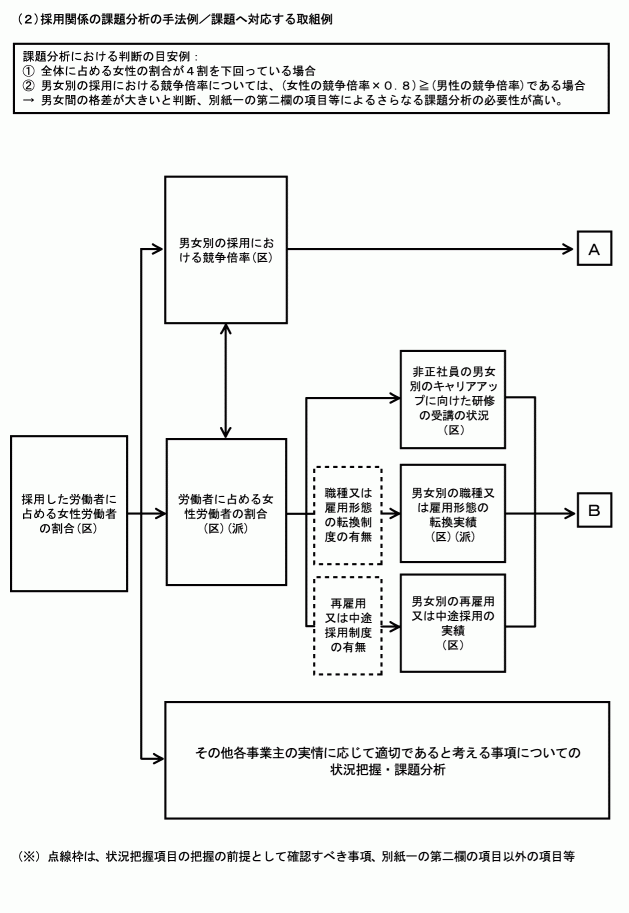 (2)採用関係の課題分析の手法例/課題へ対応する取組例
課題分析における判断の目安例:
① 全体に占める女性の割合が4割を下回っている場合
② 男女別の採用における競争倍率については、(女性の競争倍率×0.8)≧(男性の競争倍率)である場合
→ 男女間の格差が大きいと判断、別紙一の第二欄の項目等によるさらなる課題分析の必要性が高い。
男女別の採用にお
ける競争倍率(区)
A
非正社員の男女
別のキャリアアッ
プに向けた研修
の受講の状況
(区)
採用した労働者に
占める女性労働者
の割合(区)
労働者に占める女
性労働者の割合
(区)(派)
職種又は
雇用形態
の転換制
度の有無
男女別の職種又
は雇用形態の
転換実績
(区)(派)
B
再雇用
又は中途
採用制度
の有無
男女別の再雇用
又は中途採用の
実績
(区)
その他各事業主の実情に応じて適切であると考える事項についての
状況把握・課題分析
(※) 点線枠は、状況把握項目の把握の前提として確認すべき事項、別紙一の第二欄の項目以外の項目等